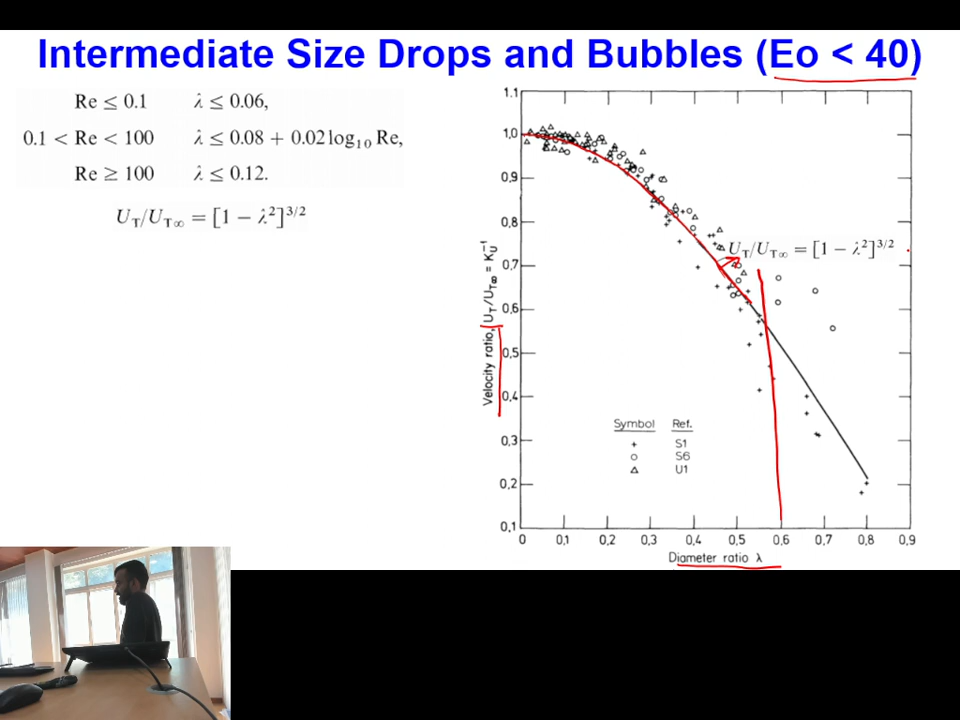 Intermediate Size Drops and Bubbles (Eo < 40)
Re ≤ 0.1 λ ≤ 0.06,
0.1 < Re < 100 λ ≤ 0.08 + 0.02 log₁₀ Re,
Re ≥ 100 λ ≤ 0.12.
U_T/U_T∞ = [1 − λ²]^3/2
1.1
1,0
0,9
0,8
0,7
0,6
0,5
0,4
0,3
0,2
0,1
Velocity ratio, U_T/U_T∞ = K_U^-1
U_T/U_T∞ = [1 − λ²]^3/2
Symbol Ref.
+ S1
○ S6
△ U1
0 0,1 0,2 0,3 0,4 0,5 0,6 0,7 0,8 0,9
Diameter ratio λ